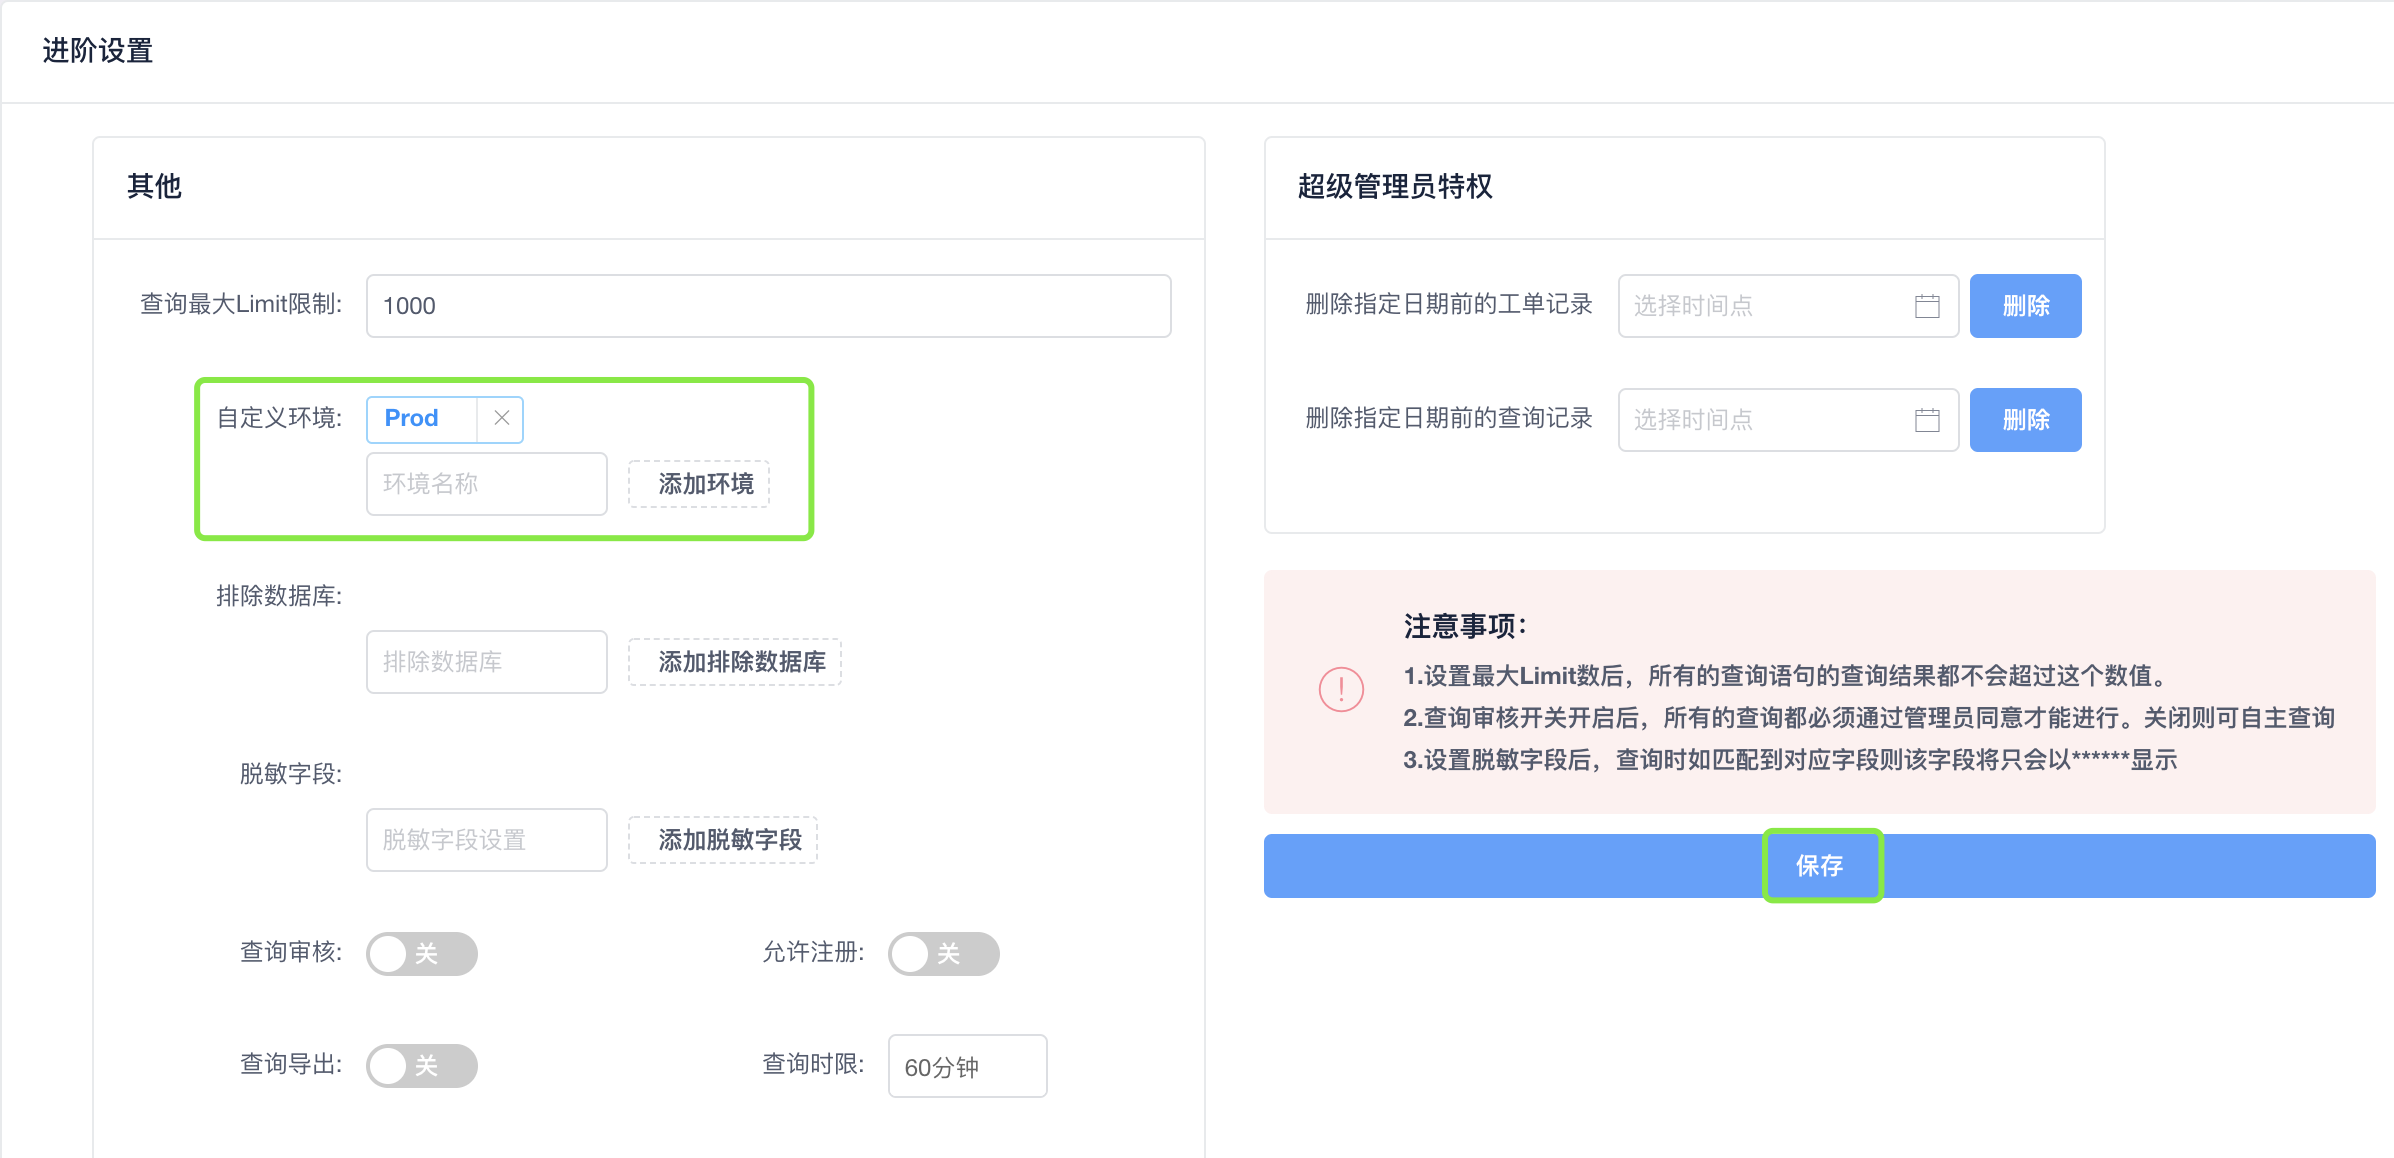 进阶设置
其他
查询最大Limit限制:
1000
自定义环境:
Prod
环境名称
添加环境
排除数据库:
排除数据库
添加排除数据库
脱敏字段:
脱敏字段设置
添加脱敏字段
查询审核:
关
允许注册:
关
查询导出:
关
查询时限:
60分钟
超级管理员特权
删除指定日期前的工单记录
选择时间点
删除
删除指定日期前的查询记录
选择时间点
删除
注意事项：
1.设置最大Limit数后，所有的查询语句的查询结果都不会超过这个数值。
2.查询审核开关开启后，所有的查询都必须通过管理员同意才能进行。关闭则可自主查询
3.设置脱敏字段后，查询时如匹配到对应字段则该字段将只会以******显示
保存